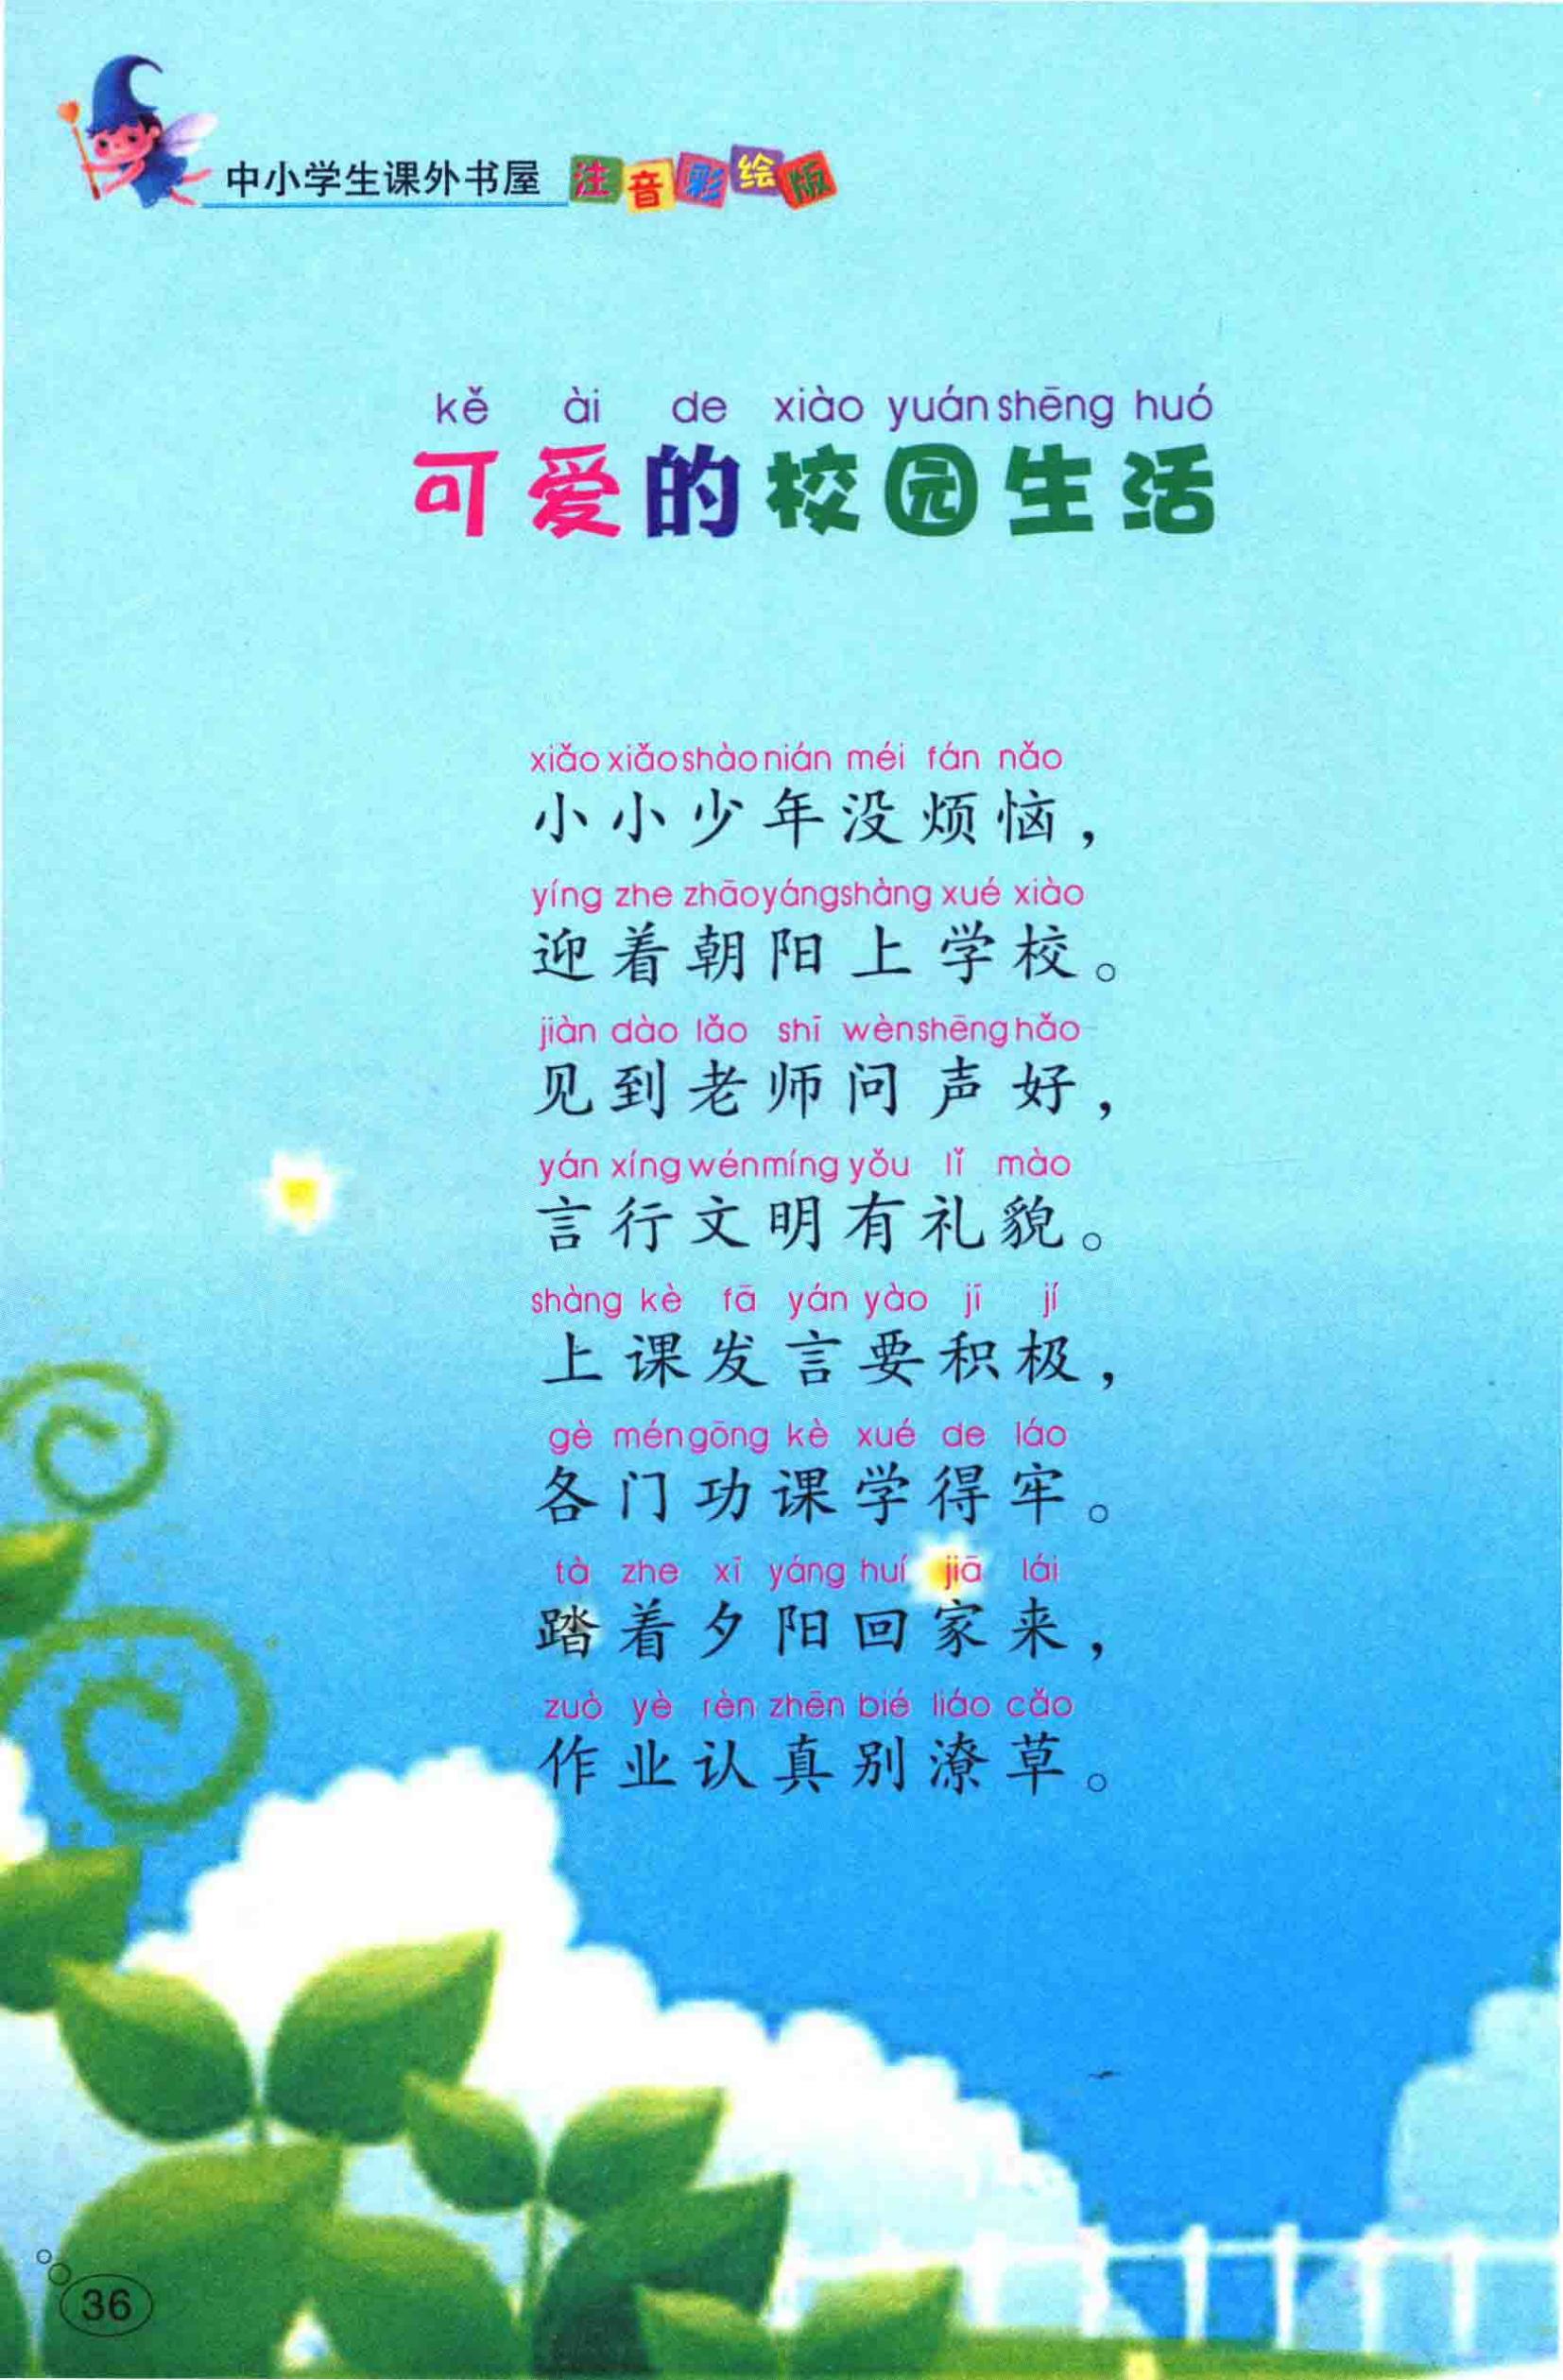 中小学生课外书屋 注音彩绘版
kě ài de xiào yuán shēng huó
可爱的校园生活
xiǎo xiǎo shào nián méi fán nǎo
小小少年没烦恼，
yíng zhe zhāo yáng shàng xué xiào
迎着朝阳上学校。
jiàn dào lǎo shī wèn shēng hǎo
见到老师问声好，
yán xíng wén míng yǒu lǐ mào
言行文明有礼貌。
shàng kè fā yán yào jī jí
上课发言要积极，
gè mén gōng kè xué de láo
各门功课学得牢。
tà zhe xī yáng huí jiā lái
踏着夕阳回家来，
zuò yè rèn zhēn bié liáo cǎo
作业认真别潦草。
36